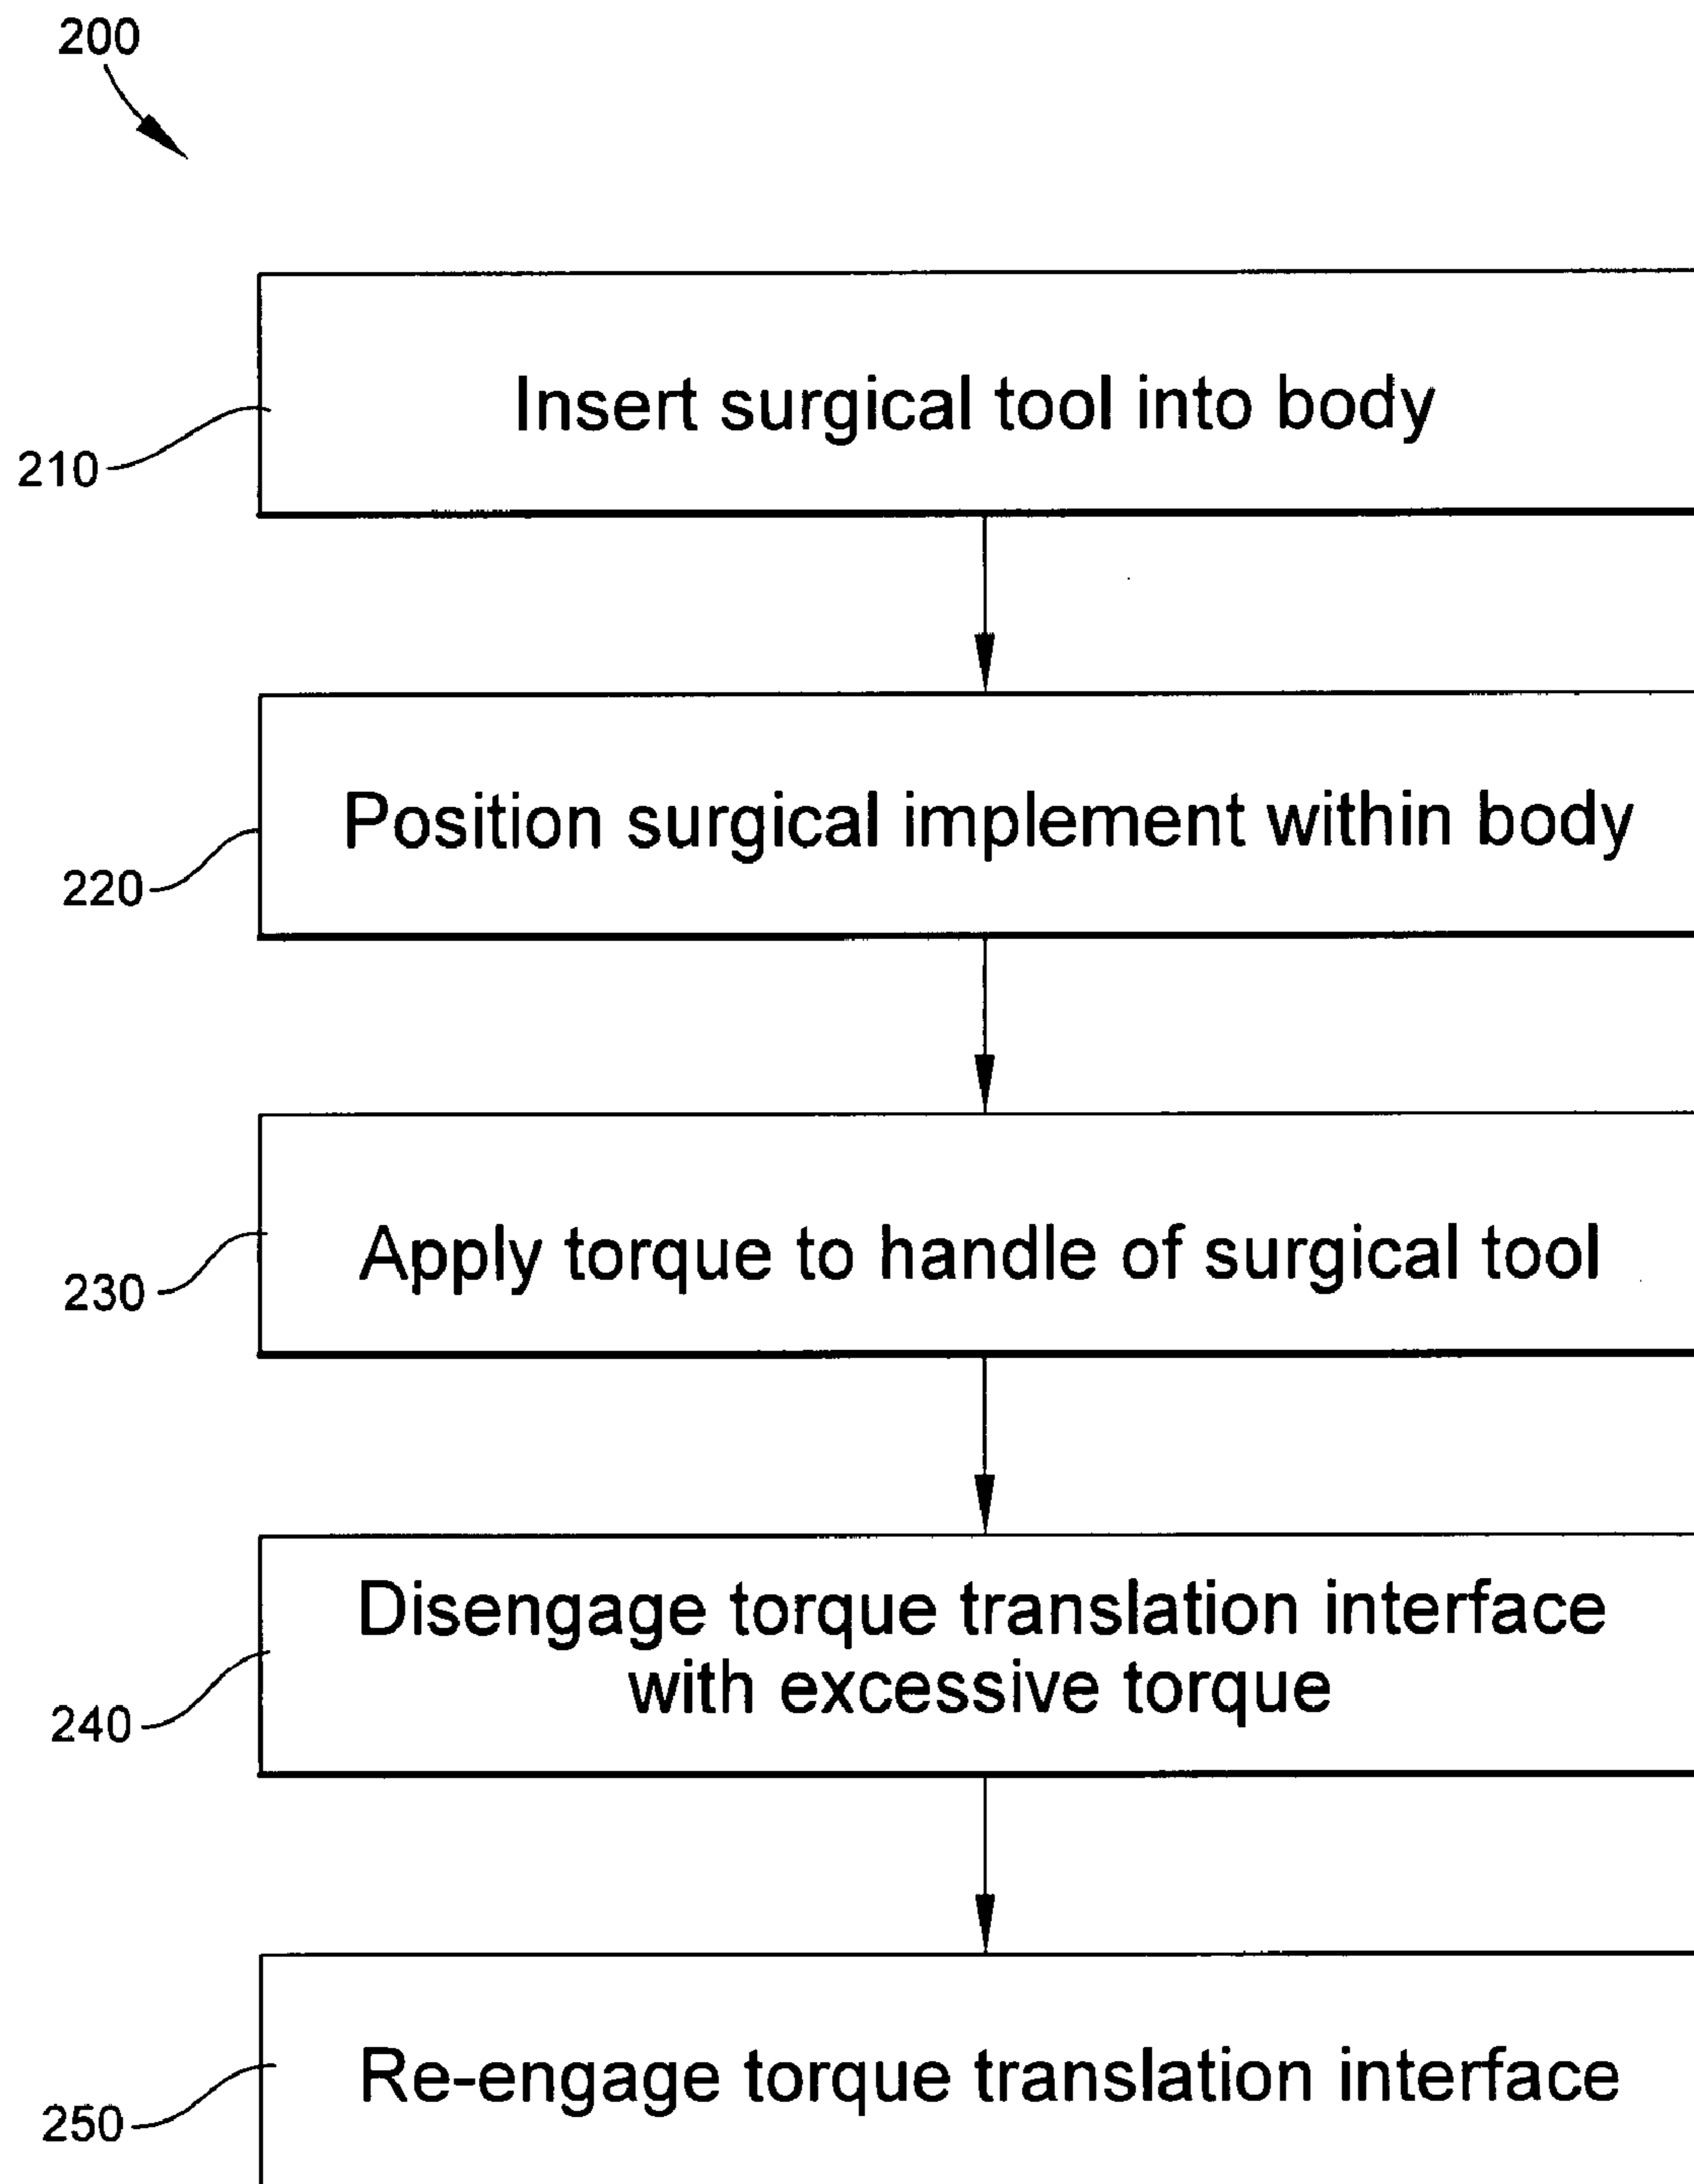 200
Insert surgical tool into body
210
Position surgical implement within body
220
Apply torque to handle of surgical tool
230
Disengage torque translation interface
with excessive torque
240
Re-engage torque translation interface
250